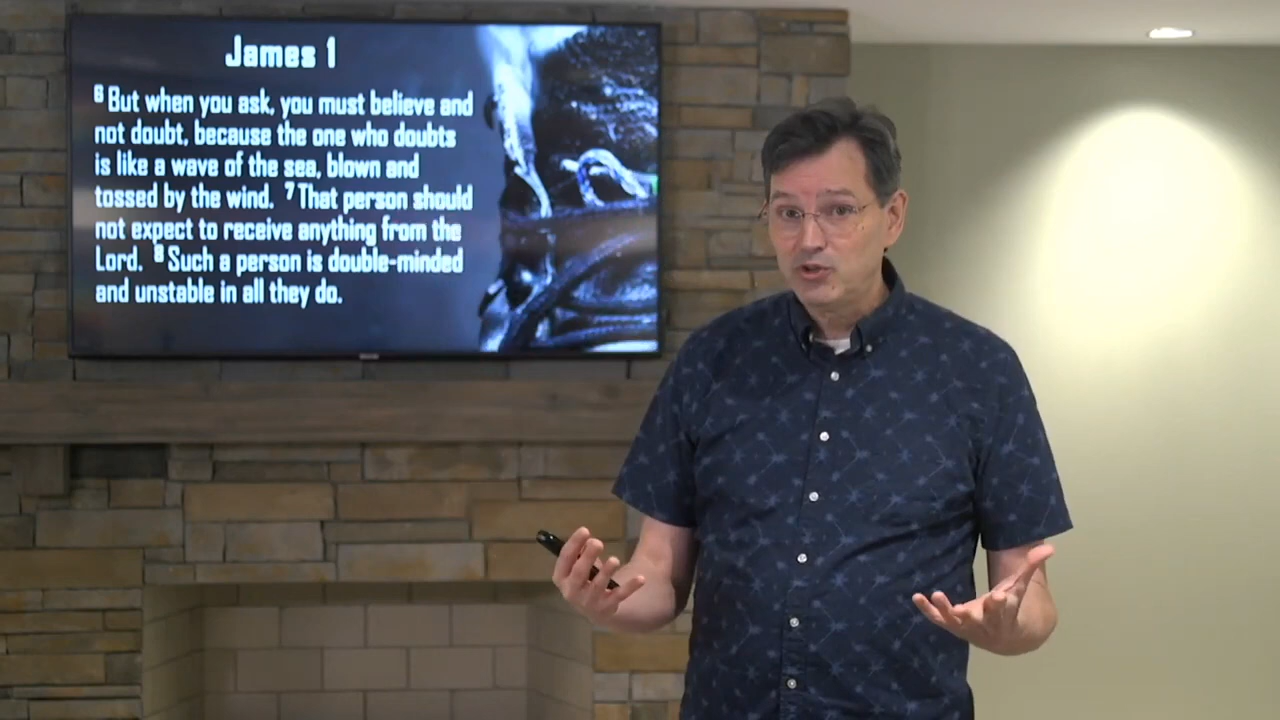 James 1
6 But when you ask, you must believe and
not doubt, because the one who doubts
is like a wave of the sea, blown and
tossed by the wind. 7 That person should
not expect to receive anything from the
Lord. 8 Such a person is double-minded
and unstable in all they do.